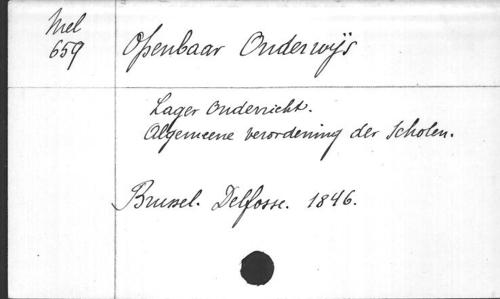 Mel
659
Openbaar Onderwijs
Lager Onderricht.
Algemeene verordening der Scholen.
Brussel. Delfosse. 1846.